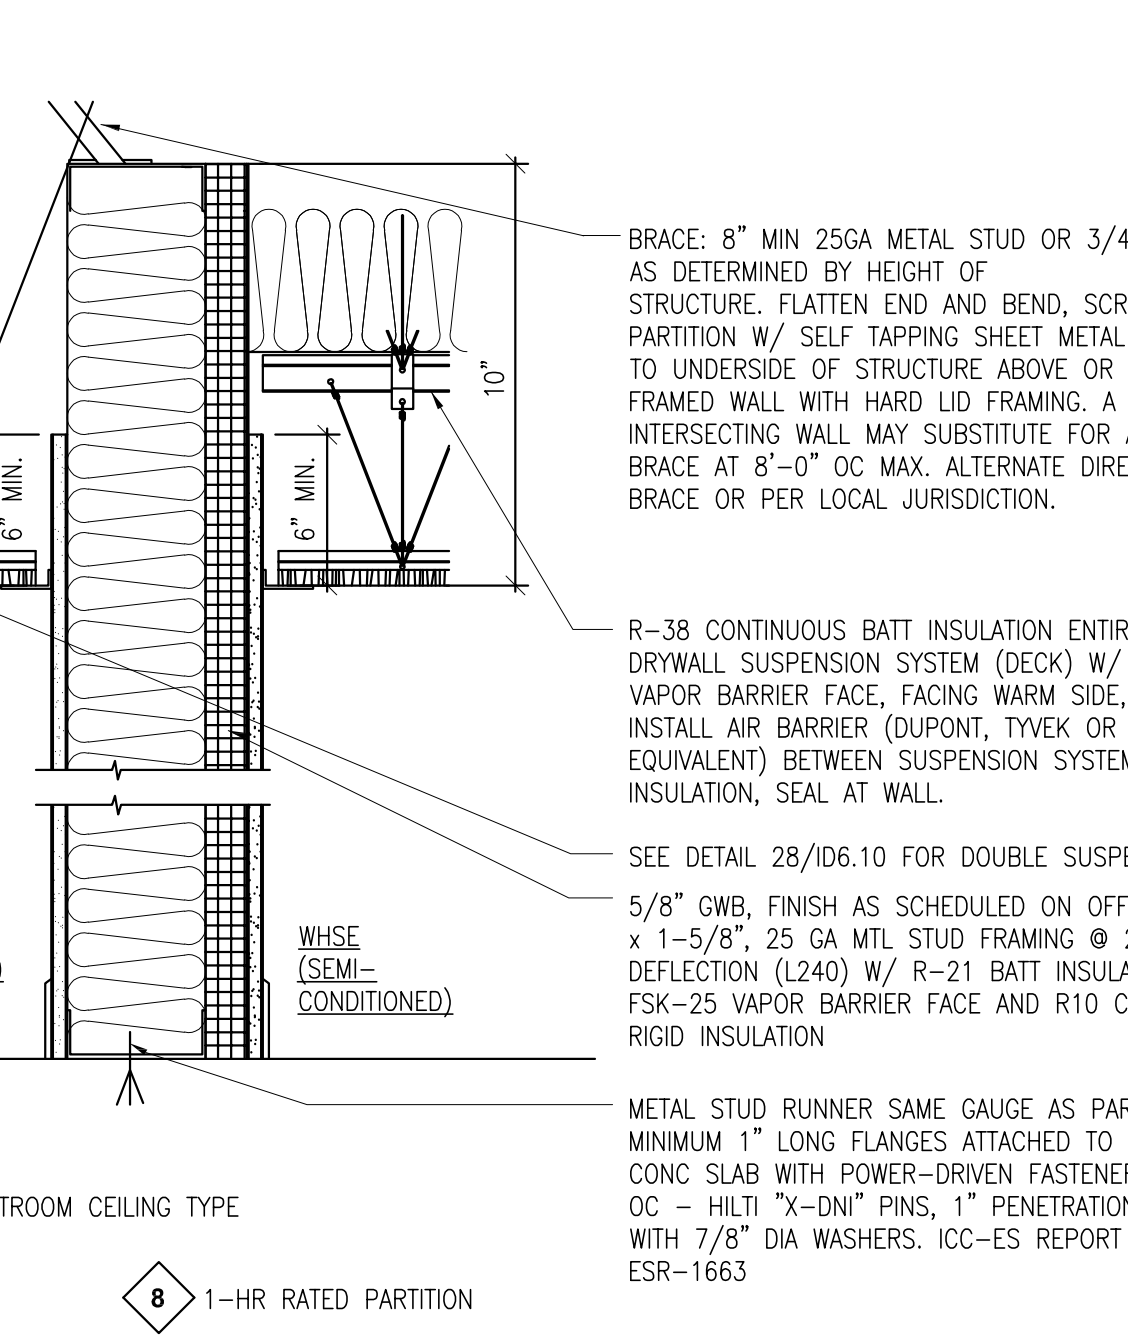 BRACE: 8" MIN 25GA METAL STUD OR 3/4
AS DETERMINED BY HEIGHT OF
STRUCTURE. FLATTEN END AND BEND, SCR
PARTITION W/ SELF TAPPING SHEET METAL
TO UNDERSIDE OF STRUCTURE ABOVE OR
FRAMED WALL WITH HARD LID FRAMING. A
INTERSECTING WALL MAY SUBSTITUTE FOR A
BRACE AT 8'-0" OC MAX. ALTERNATE DIRE
BRACE OR PER LOCAL JURISDICTION.
10"
6" MIN.
6" MIN.
R-38 CONTINUOUS BATT INSULATION ENTIR
DRYWALL SUSPENSION SYSTEM (DECK) W/
VAPOR BARRIER FACE, FACING WARM SIDE,
INSTALL AIR BARRIER (DUPONT, TYVEK OR
EQUIVALENT) BETWEEN SUSPENSION SYSTEM
INSULATION, SEAL AT WALL.
SEE DETAIL 28/ID6.10 FOR DOUBLE SUSPE
5/8" GWB, FINISH AS SCHEDULED ON OFF
x 1-5/8", 25 GA MTL STUD FRAMING @ 2
DEFLECTION (L240) W/ R-21 BATT INSULA
FSK-25 VAPOR BARRIER FACE AND R10 C
RIGID INSULATION
WHSE
(SEMI-
CONDITIONED)
)
METAL STUD RUNNER SAME GAUGE AS PAR
MINIMUM 1" LONG FLANGES ATTACHED TO
CONC SLAB WITH POWER-DRIVEN FASTENER
OC - HILTI "X-DNI" PINS, 1" PENETRATION
WITH 7/8" DIA WASHERS. ICC-ES REPORT
ESR-1663
TROOM CEILING TYPE
8 1-HR RATED PARTITION